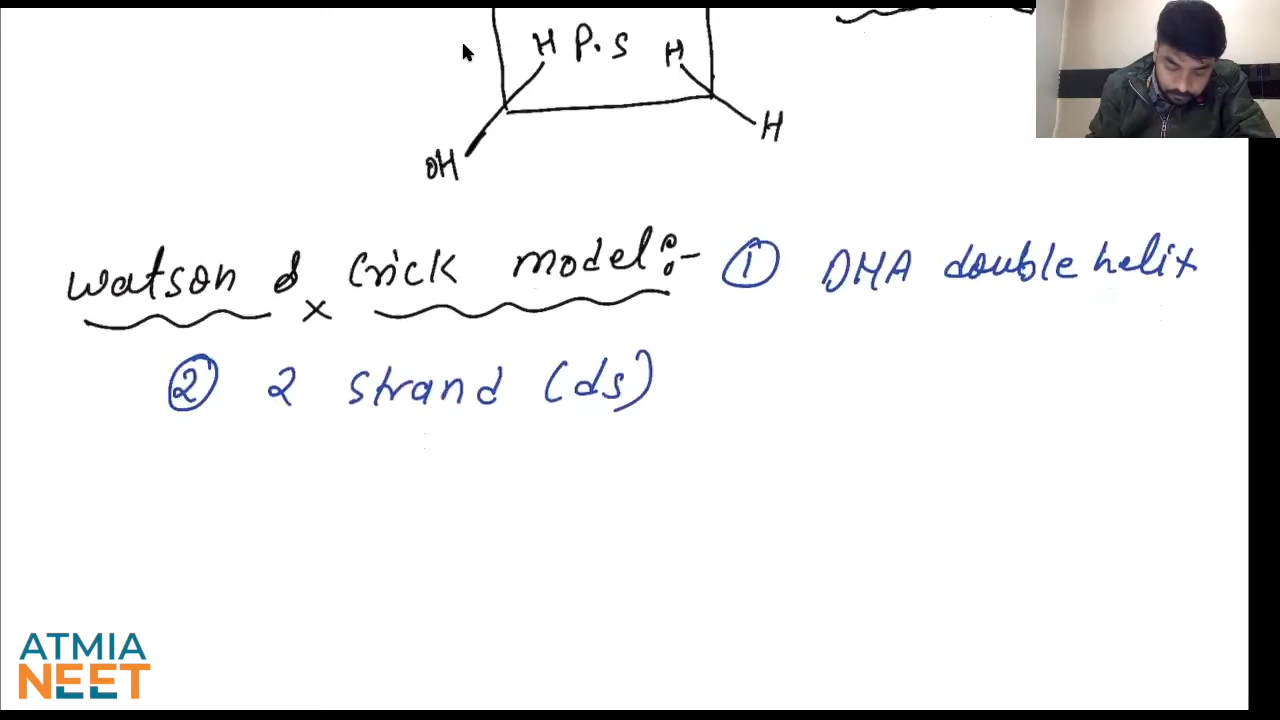 H P.S H
H
OH
Watson & Crick model :- ① DNA double helix
② 2 strand (ds)
ATMIA
NEET